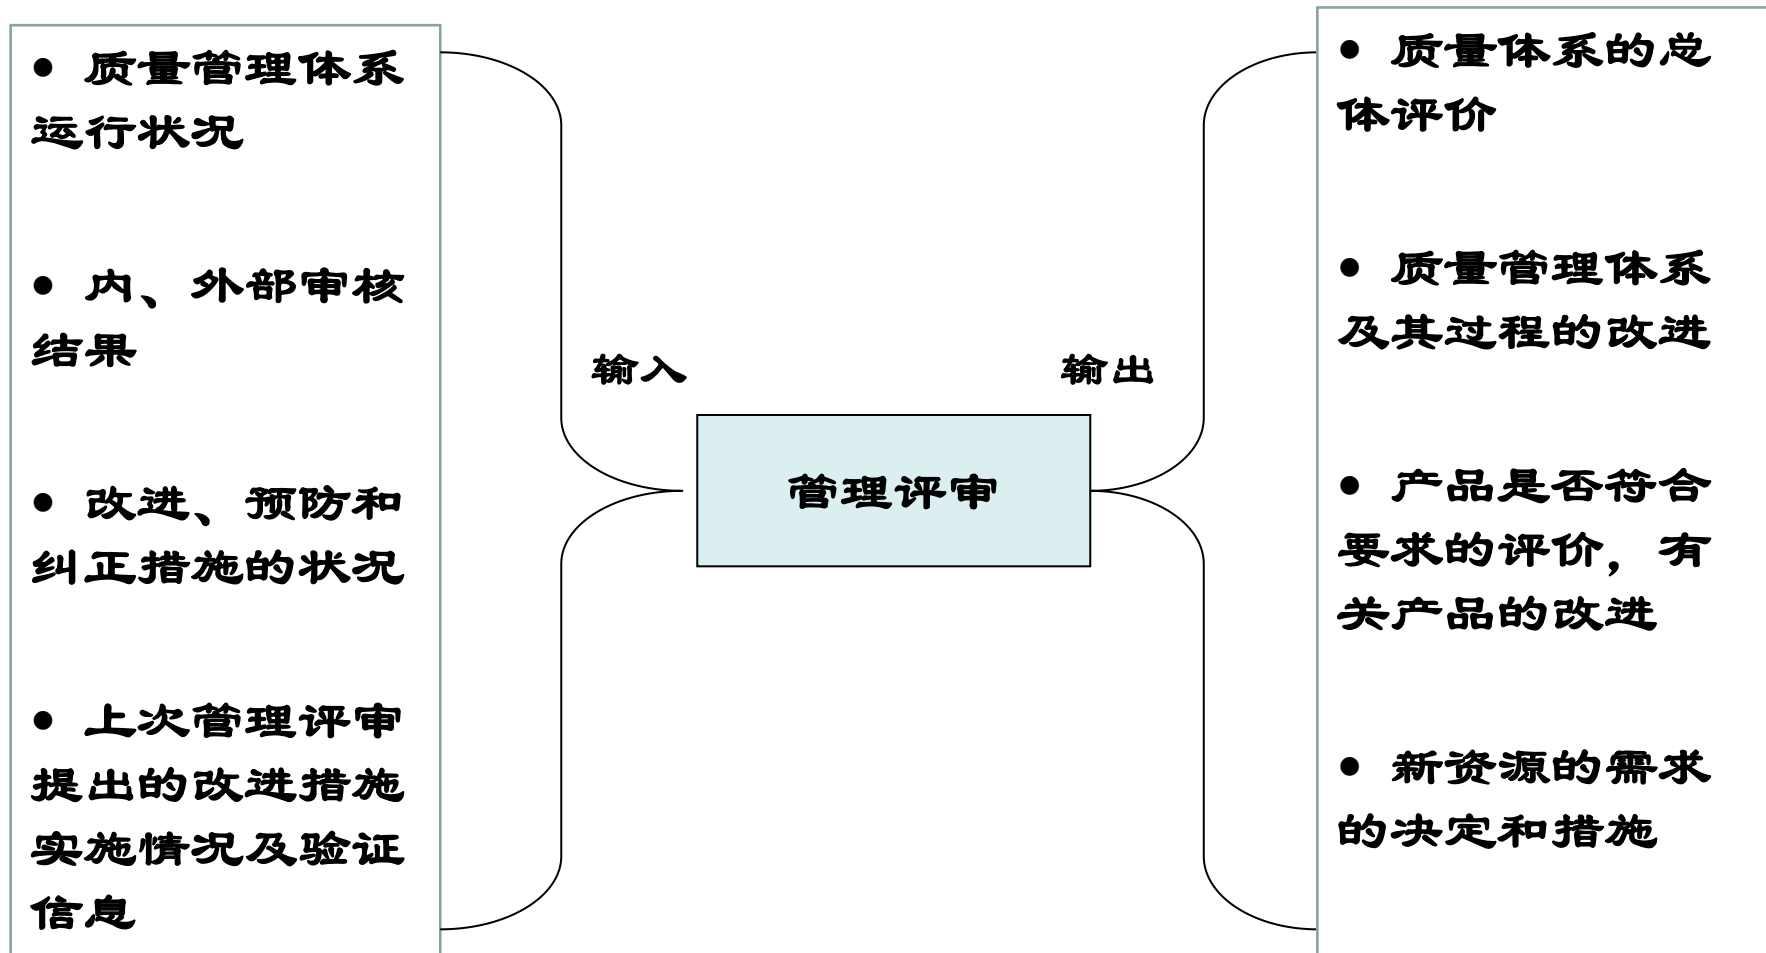 • 质量管理体系
运行状况
• 内、外部审核
结果
• 改进、预防和
纠正措施的状况
• 上次管理评审
提出的改进措施
实施情况及验证
信息
输入
管理评审
输出
• 质量体系的总
体评价
• 质量管理体系
及其过程的改进
• 产品是否符合
要求的评价，有
关产品的改进
• 新资源的需求
的决定和措施